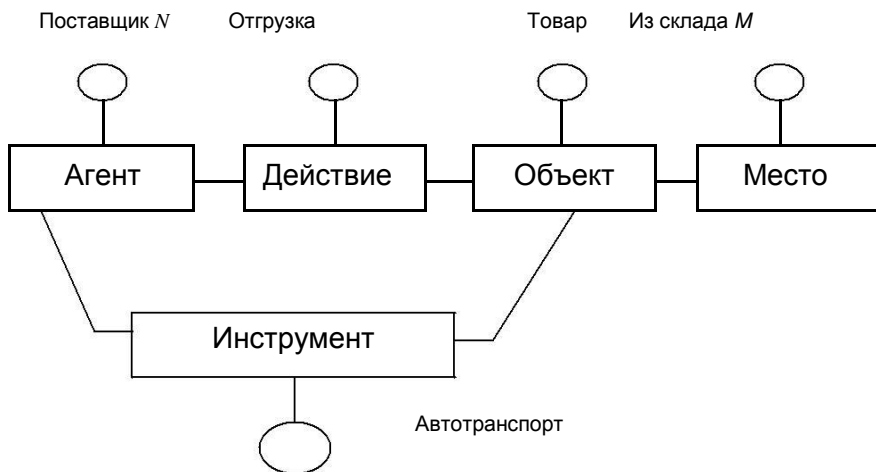 Поставщик N Отгрузка Товар Из склада M
Агент Действие Объект Место
Инструмент
Автотранспорт